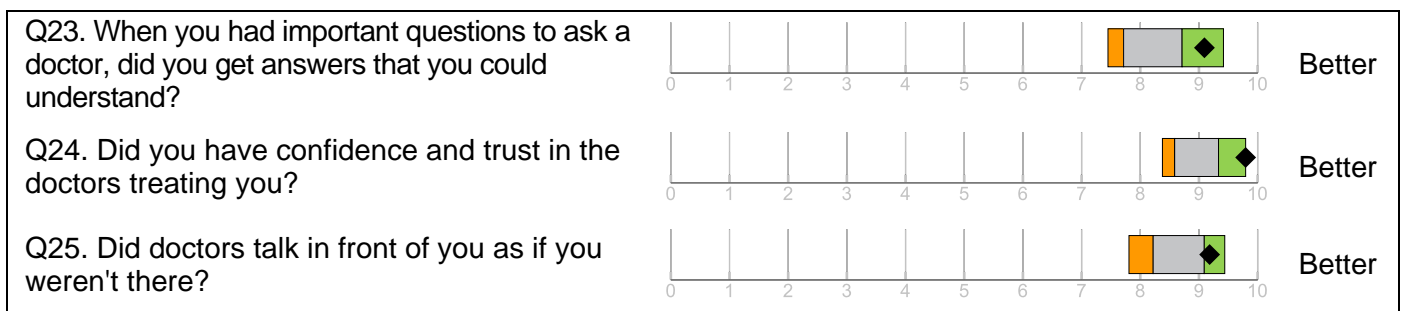 Q23. When you had important questions to ask a
doctor, did you get answers that you could
understand?
0 1 2 3 4 5 6 7 8 9 10
Better
Q24. Did you have confidence and trust in the
doctors treating you?
0 1 2 3 4 5 6 7 8 9 10
Better
Q25. Did doctors talk in front of you as if you
weren't there?
0 1 2 3 4 5 6 7 8 9 10
Better